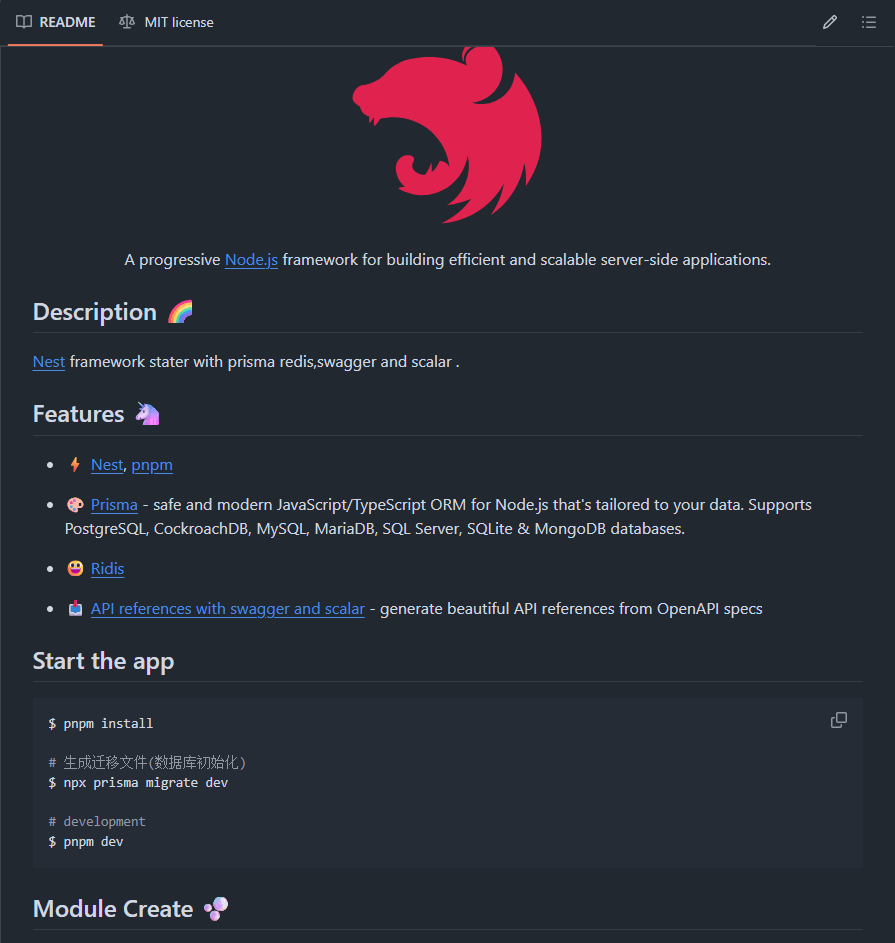 README MIT license
A progressive Node.js framework for building efficient and scalable server-side applications.
Description 🌈
Nest framework stater with prisma redis,swagger and scalar .
Features 🦄
• ⚡ Nest, pnpm
• 🎨 Prisma - safe and modern JavaScript/TypeScript ORM for Node.js that's tailored to your data. Supports
PostgreSQL, CockroachDB, MySQL, MariaDB, SQL Server, SQLite & MongoDB databases.
• 😃 Ridis
• 📥 API references with swagger and scalar - generate beautiful API references from OpenAPI specs
Start the app
$ pnpm install
# 生成迁移文件(数据库初始化)
$ npx prisma migrate dev
# development
$ pnpm dev
Module Create